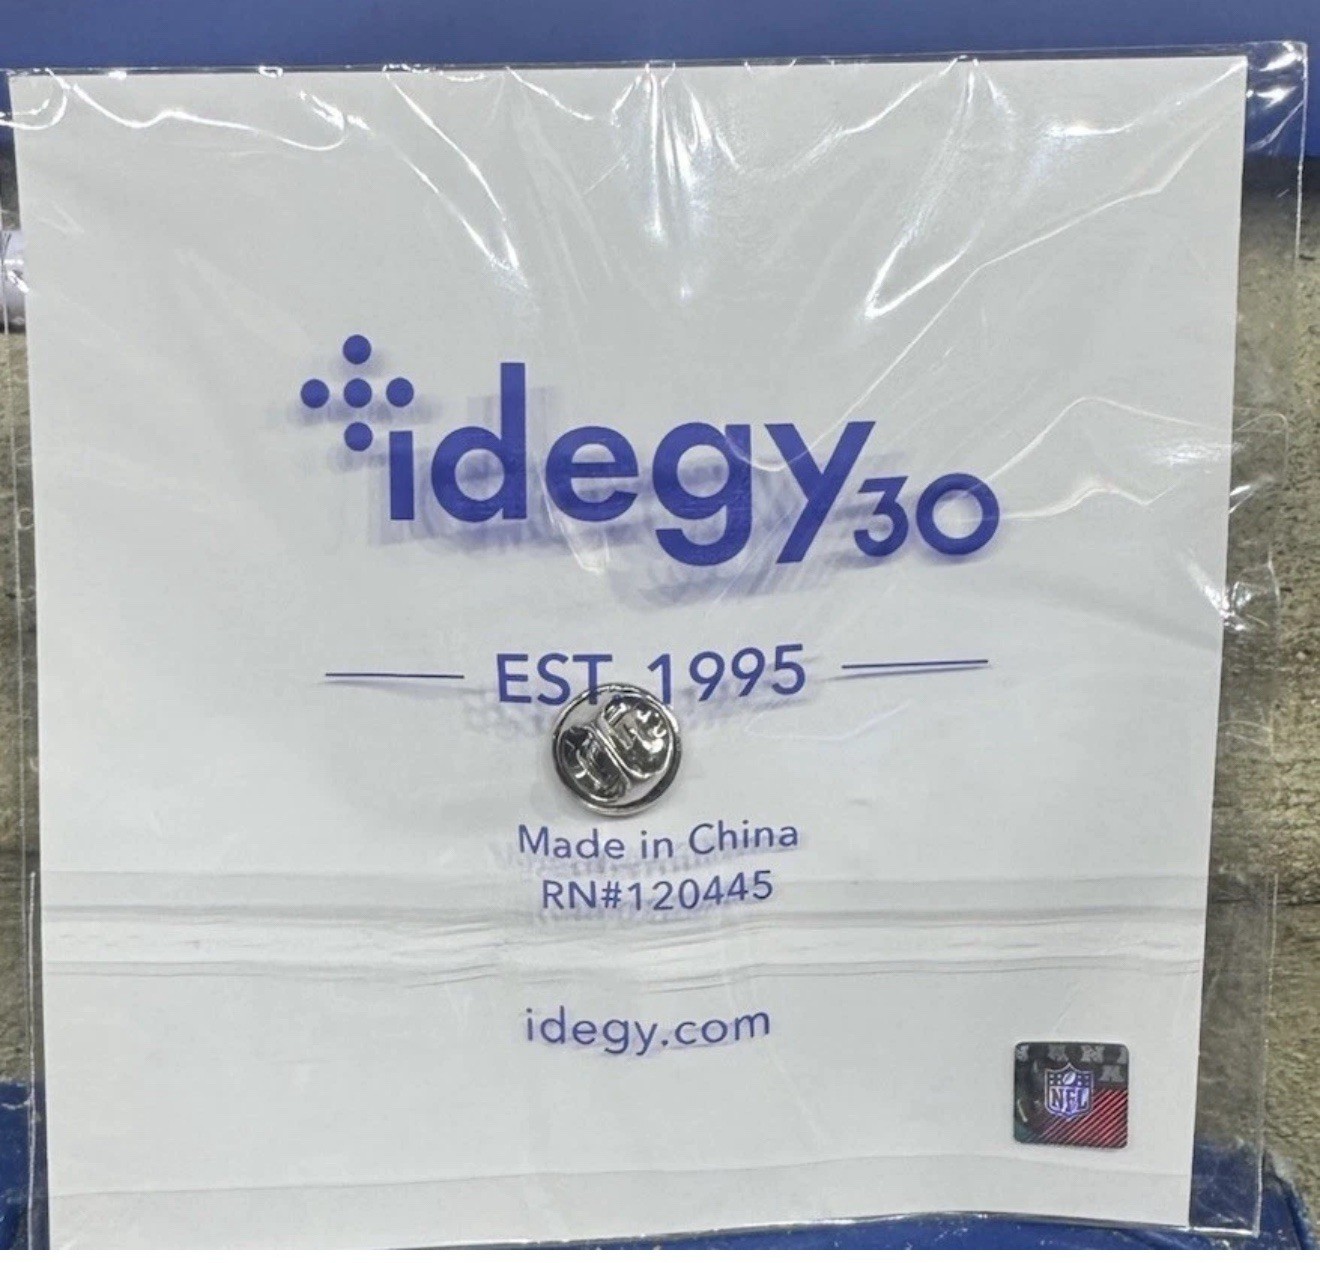 idegy30
EST. 1995
Made in China
RN#120445
idegy.com
NFL